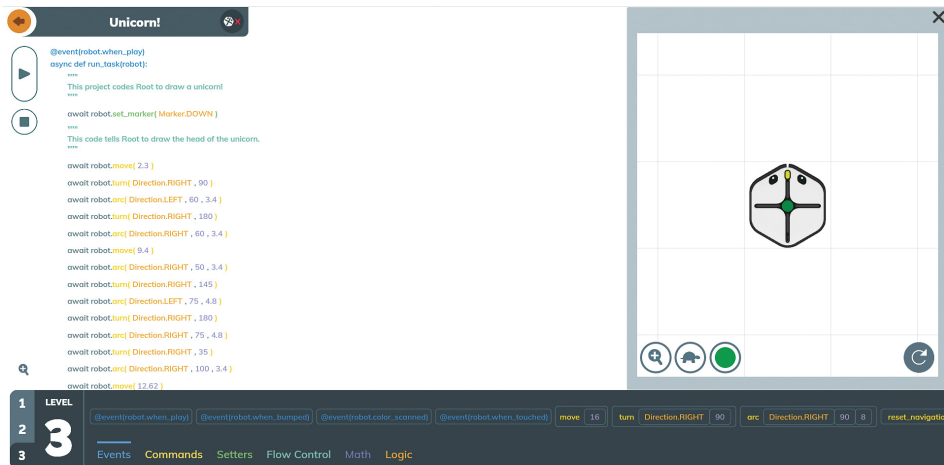 Unicorn!
@event(robot.when_play)
async def run_task(robot):
"""
This project codes Root to draw a unicorn!
"""
await robot.set_marker( Marker.DOWN )
"""
This code tells Root to draw the head of the unicorn.
"""
await robot.move( 2.3 )
await robot.turn( Direction.RIGHT , 90 )
await robot.arc( Direction.LEFT , 60 , 3.4 )
await robot.turn( Direction.RIGHT , 180 )
await robot.arc( Direction.RIGHT , 60 , 3.4 )
await robot.move( 9.4 )
await robot.arc( Direction.RIGHT , 50 , 3.4 )
await robot.turn( Direction.RIGHT , 145 )
await robot.arc( Direction.LEFT , 75 , 4.8 )
await robot.turn( Direction.RIGHT , 180 )
await robot.arc( Direction.RIGHT , 75 , 4.8 )
await robot.turn( Direction.RIGHT , 35 )
await robot.arc( Direction.RIGHT , 100 , 3.4 )
await robot.move( 12.62 )
1
2
3
LEVEL
3
@event(robot.when_play) @event(robot.when_bumped) @event(robot.color_scanned) @event(robot.when_touched) move 16 turn Direction.RIGHT 90 arc Direction.RIGHT 90 8 reset_navigatio
Events Commands Setters Flow Control Math Logic